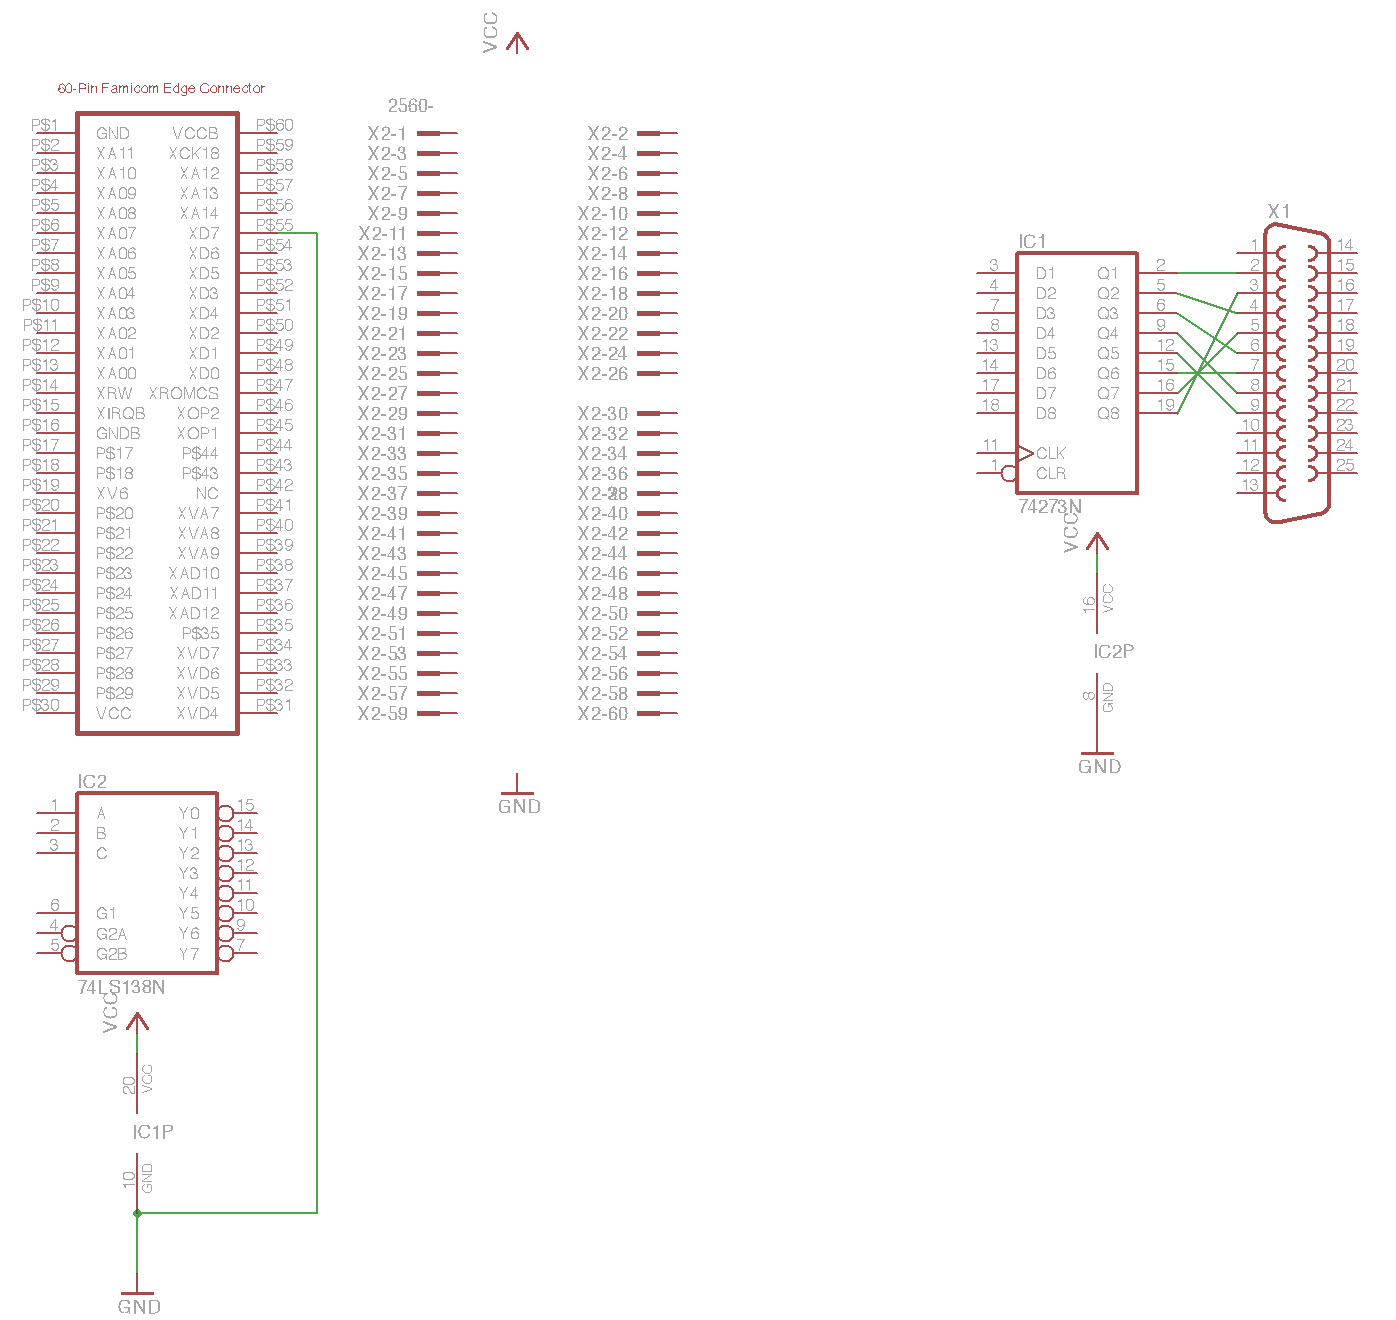 VCC
60-Pin Famicom Edge Connector
P$1 GND VCCB P$60
P$2 XA11 XCK18 P$59
P$3 XA10 XA12 P$58
P$4 XA09 XA13 P$57
P$5 XA08 XA14 P$56
P$6 XA07 XD7 P$55
P$7 XA06 XD6 P$54
P$8 XA05 XD5 P$53
P$9 XA04 XD3 P$52
P$10 XA03 XD4 P$51
P$11 XA02 XD2 P$50
P$12 XA01 XD1 P$49
P$13 XA00 XD0 P$48
P$14 XRW XROMCS P$47
P$15 XIRQB XOP2 P$46
P$16 GNDB XOP1 P$45
P$17 P$17 P$44 P$44
P$18 P$18 P$43 P$43
P$19 XV6 NC P$42
P$20 P$20 XVA7 P$41
P$21 P$21 XVA8 P$40
P$22 P$22 XVA9 P$39
P$23 P$23 XAD10 P$38
P$24 P$24 XAD11 P$37
P$25 P$25 XAD12 P$36
P$26 P$26 P$35 P$35
P$27 P$27 XVD7 P$34
P$28 P$28 XVD6 P$33
P$29 P$29 XVD5 P$32
P$30 VCC XVD4 P$31
2560-
X2-1 X2-2
X2-3 X2-4
X2-5 X2-6
X2-7 X2-8
X2-9 X2-10
X2-11 X2-12
X2-13 X2-14
X2-15 X2-16
X2-17 X2-18
X2-19 X2-20
X2-21 X2-22
X2-23 X2-24
X2-25 X2-26
X2-27
X2-29 X2-30
X2-31 X2-32
X2-33 X2-34
X2-35 X2-36
X2-37
X2-39 X2-40
X2-41 X2-42
X2-43 X2-44
X2-45 X2-46
X2-47 X2-48
X2-49 X2-50
X2-51 X2-52
X2-53 X2-54
X2-55 X2-56
X2-57 X2-58
X2-59 X2-60
GND
IC1
3 D1 Q1 2
4 D2 Q2 5
7 D3 Q3 6
8 D4 Q4 9
13 D5 Q5 12
14 D6 Q6 15
17 D7 Q7 16
18 D8 Q8 19
11 CLK
1 CLR
74273N
X1
1 14
2 15
3 16
4 17
5 18
6 19
7 20
8 21
9 22
10 23
11 24
12 25
13
VCC
16 VCC
IC2P
8 GND
GND
IC2
1 A Y0 15
2 B Y1 14
3 C Y2 13
Y3 12
Y4 11
6 G1 Y5 10
4 G2A Y6 9
5 G2B Y7 7
74LS138N
VCC
20 VCC
IC1P
10 GND
GND